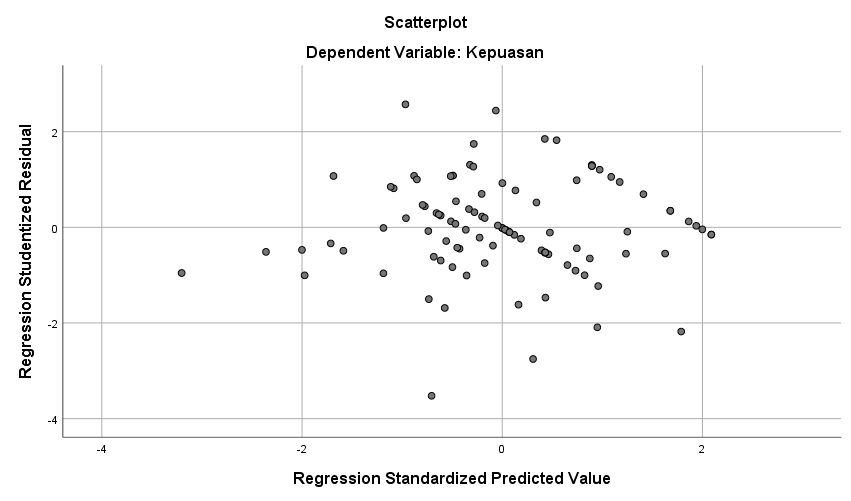 Scatterplot
Dependent Variable: Kepuasan
Regression Studentized Residual
2
0
-2
-4
-4
-2
0
2
Regression Standardized Predicted Value